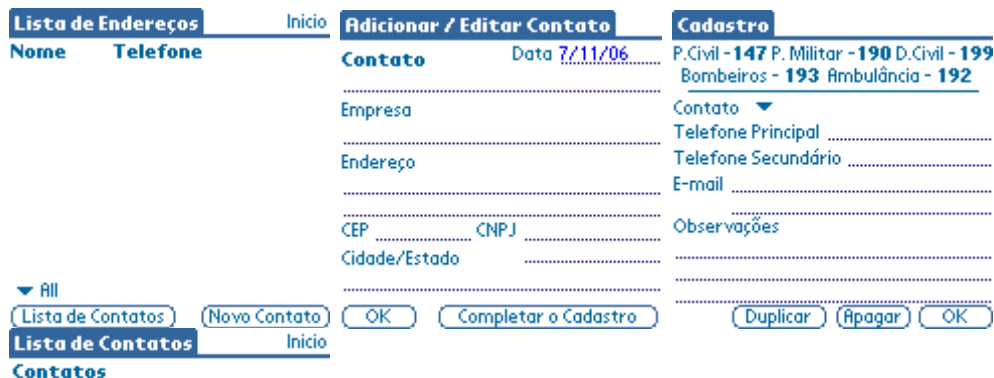 Lista de Endereços Inicio
Nome Telefone
All
Lista de Contatos Novo Contato
Adicionar / Editar Contato
Contato Data 7/11/06
Empresa
Endereço
CEP CNPJ
Cidade/Estado
OK Completar o Cadastro
Cadastro
P.Civil -147 P. Militar -190 D.Civil -199
Bombeiros - 193 Ambulância - 192
Contato
Telefone Principal
Telefone Secundário
E-mail
Observações
Duplicar Apagar OK
Lista de Contatos Inicio
Contatos